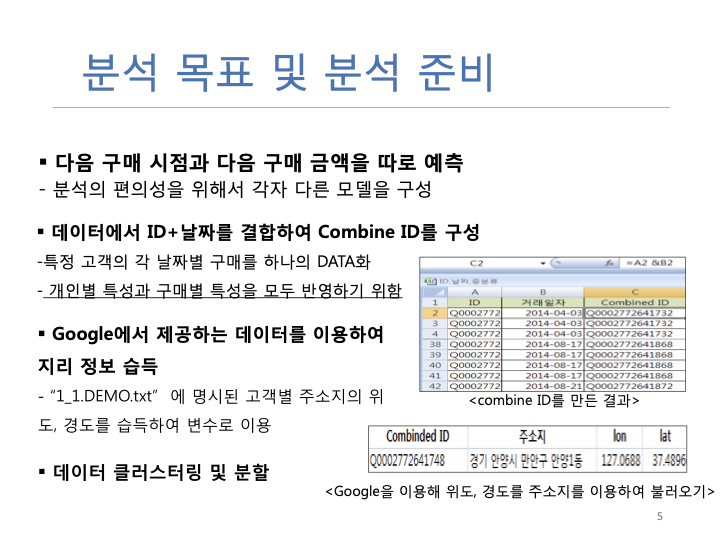 분석 목표 및 분석 준비
▪ 다음 구매 시점과 다음 구매 금액을 따로 예측
- 분석의 편의성을 위해서 각자 다른 모델을 구성
▪ 데이터에서 ID+날짜를 결합하여 Combine ID를 구성
-특정 고객의 각 날짜별 구매를 하나의 DATA화
- 개인별 특성과 구매별 특성을 모두 반영하기 위함
▪ Google에서 제공하는 데이터를 이용하여
지리 정보 습득
- “1_1.DEMO.txt” 에 명시된 고객별 주소지의 위
도, 경도를 습득하여 변수로 이용
▪ 데이터 클러스터링 및 분할
C2 fx =A2 &B2
ID,날짜,중분류
A B C
1 ID 거래일자 Combined ID
2 Q0002772 2014-04-03 Q0002772641732
3 Q0002772 2014-04-03 Q0002772641732
4 Q0002772 2014-04-03 Q0002772641732
38 Q0002772 2014-08-17 Q0002772641868
39 Q0002772 2014-08-17 Q0002772641868
40 Q0002772 2014-08-17 Q0002772641868
41 Q0002772 2014-08-17 Q0002772641868
42 Q0002772 2014-08-21 Q0002772641872
<combine ID를 만든 결과>
Combinded ID 주소지 lon lat
Q0002772641748 경기 안양시 만안구 안양1동 127.0688 37.4896
<Google을 이용해 위도, 경도를 주소지를 이용하여 불러오기>
5